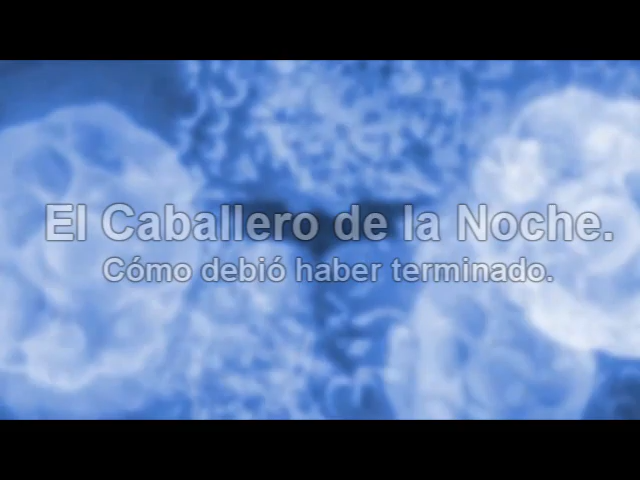 El Caballero de la Noche.
Cómo debió haber terminado.